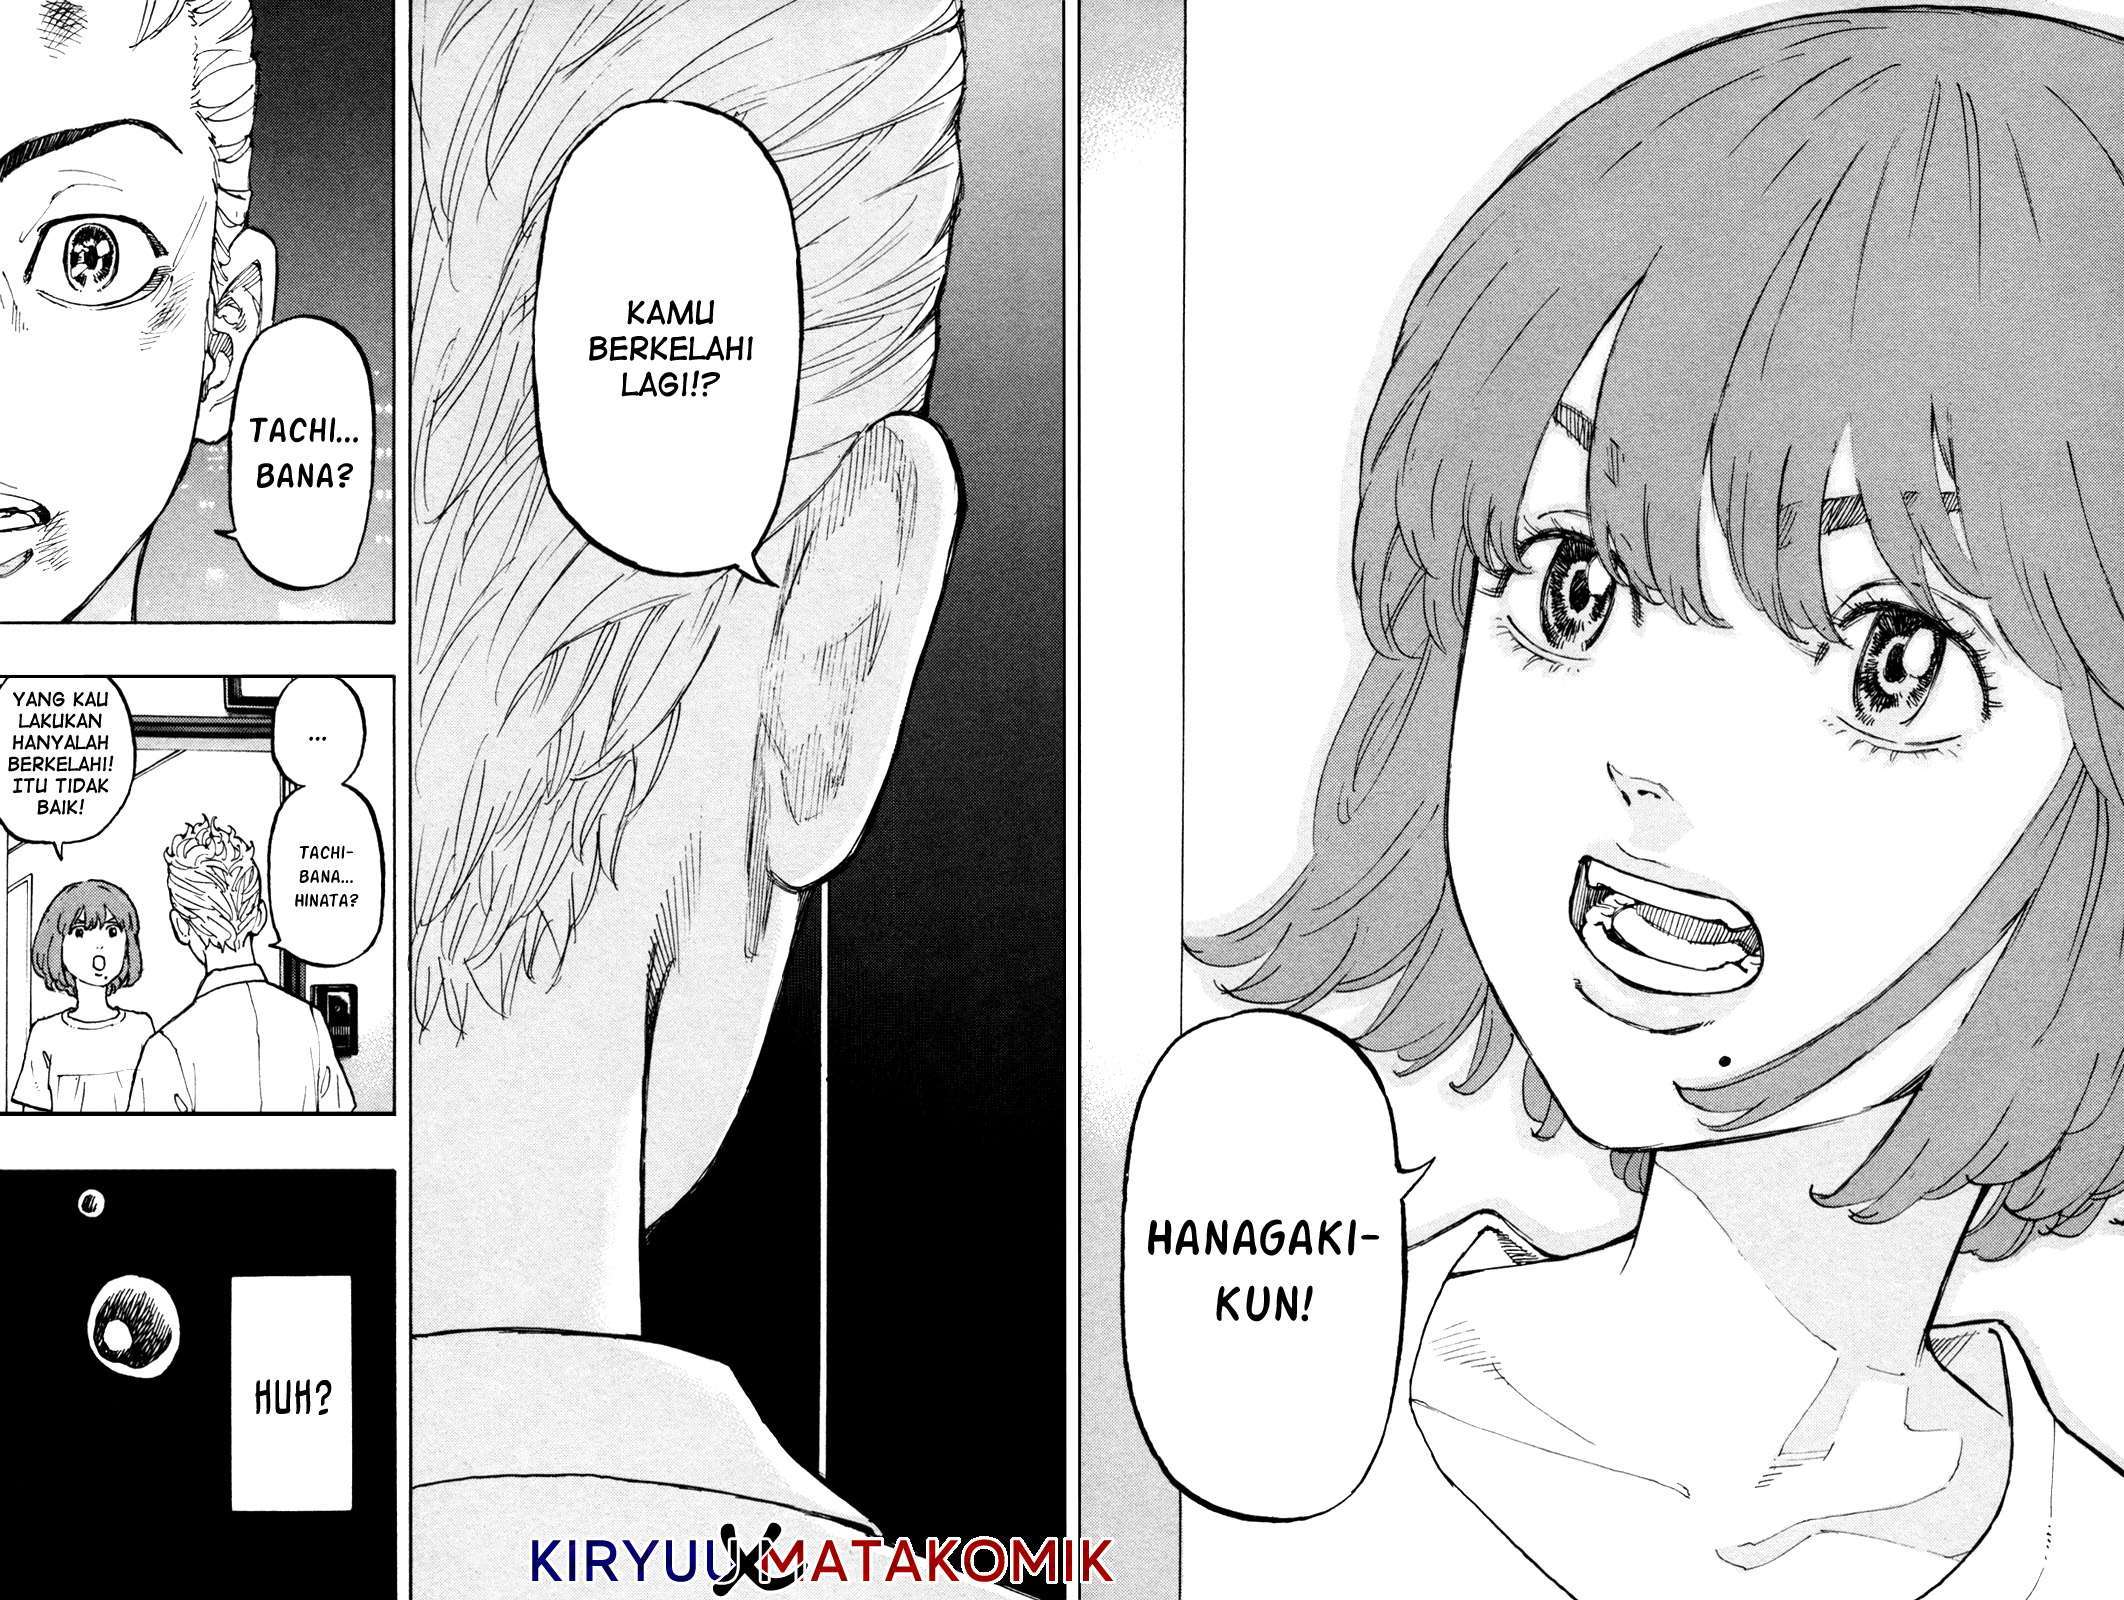 HANAGAKI-
KUN!
KAMU
BERKELAHI
LAGI!?
TACHI...
BANA?
...
TACHI-
BANA...
HINATA?
YANG KAU
LAKUKAN
HANYALAH
BERKELAHI!
ITU TIDAK
BAIK!
HUH?
KIRYUU X MATAKOMIK